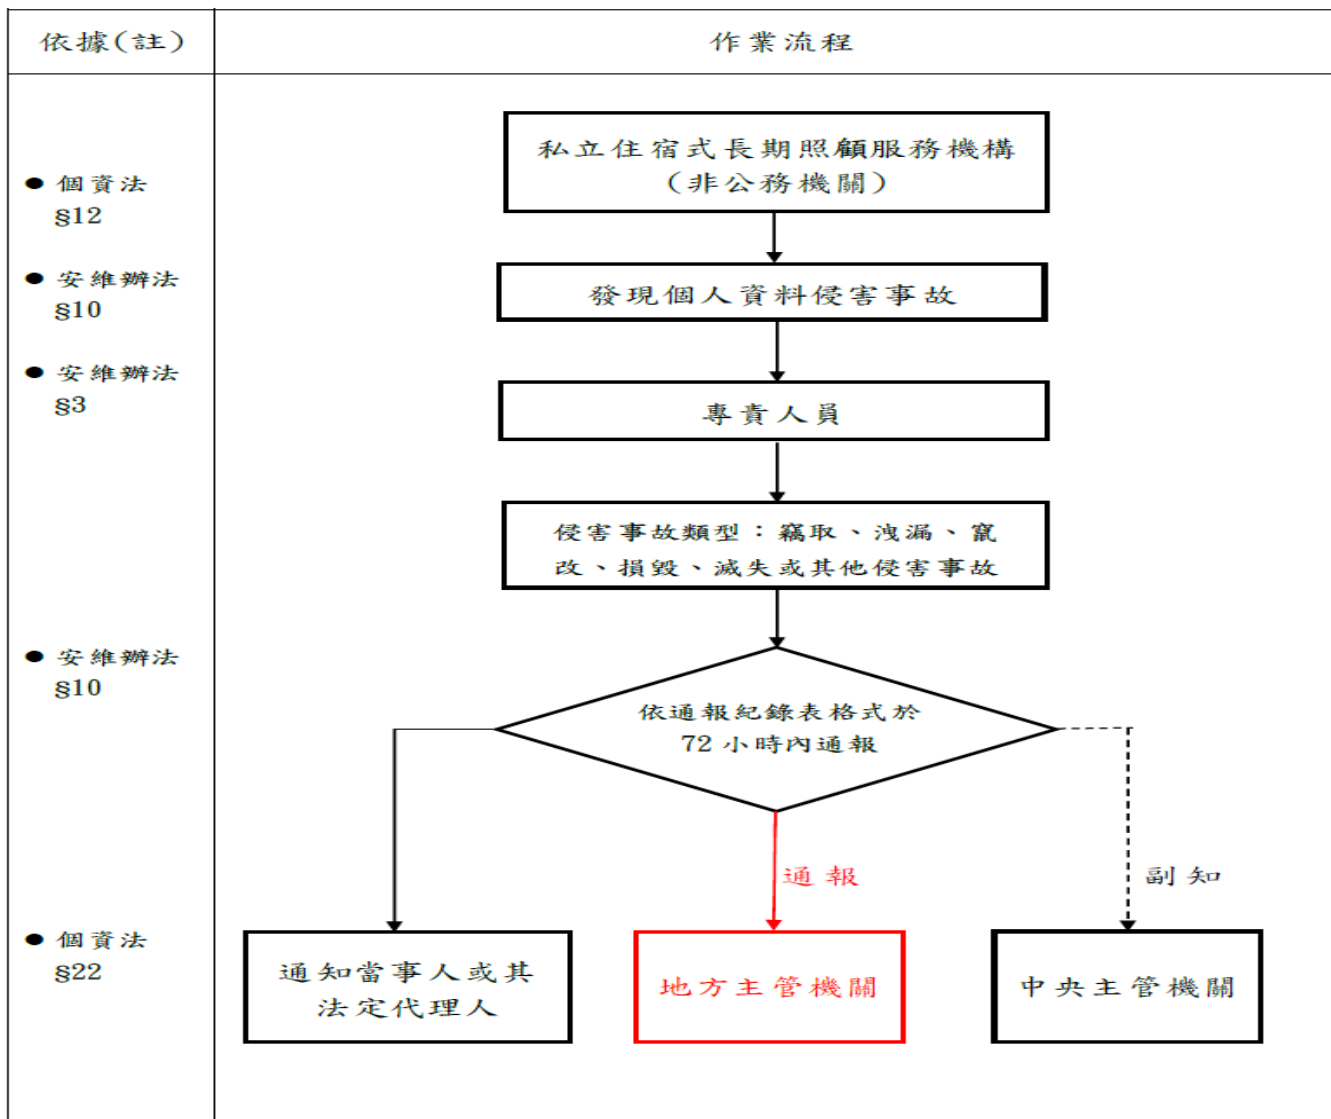 依據(註)
作業流程
私立住宿式長期照顧服務機構
(非公務機關)
● 個資法
§12
● 安維辦法
§10
發現個人資料侵害事故
● 安維辦法
§3
專責人員
侵害事故類型：竊取、洩漏、竄
改、損毀、滅失或其他侵害事故
● 安維辦法
§10
依通報紀錄表格式於
72 小時內通報
通報
副知
● 個資法
§22
通知當事人或其
法定代理人
地方主管機關
中央主管機關